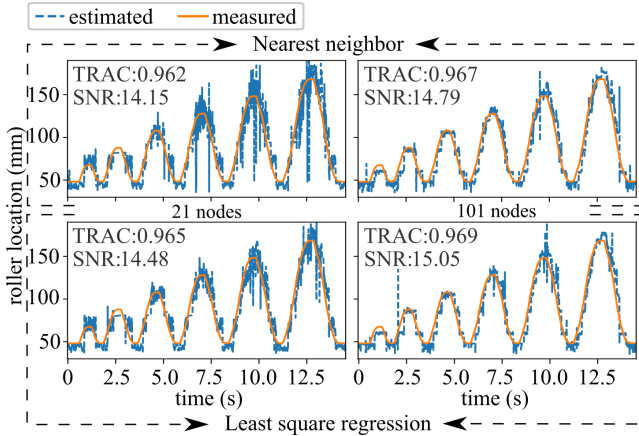 estimated measured
Nearest neighbor
TRAC:0.962
SNR:14.15
TRAC:0.967
SNR:14.79
150
100
50
roller location (mm)
21 nodes
101 nodes
TRAC:0.965
SNR:14.48
TRAC:0.969
SNR:15.05
150
100
50
0 2.5 5.0 7.5 10.0 12.5
0 2.5 5.0 7.5 10.0 12.5
time (s)
time (s)
Least square regression